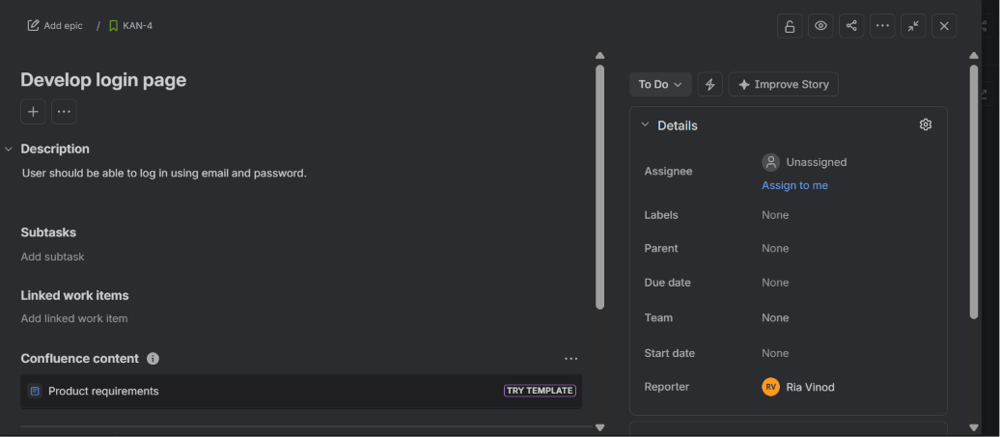 Add epic / KAN-4
Develop login page
Description
User should be able to log in using email and password.
Subtasks
Add subtask
Linked work items
Add linked work item
Confluence content
Product requirements TRY TEMPLATE
To Do Improve Story
Details
Assignee Unassigned
Assign to me
Labels None
Parent None
Due date None
Team None
Start date None
Reporter RV Ria Vinod